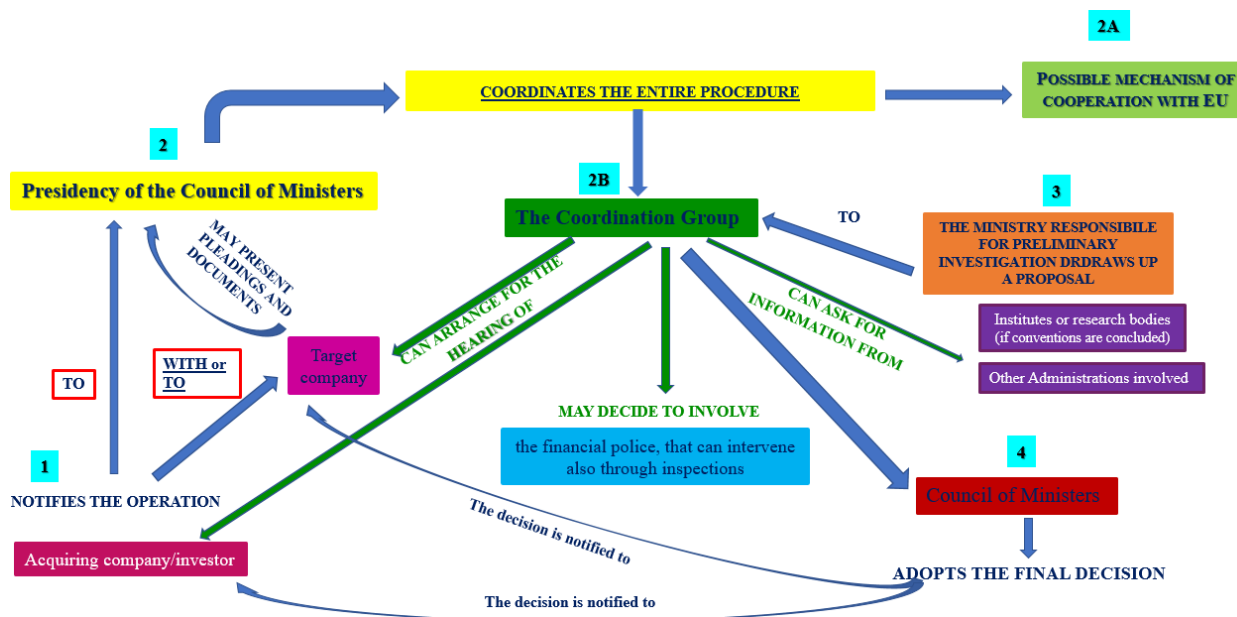 2A
POSSIBLE MECHANISM OF
COOPERATION WITH EU
COORDINATES THE ENTIRE PROCEDURE
2
Presidency of the Council of Ministers
2B
The Coordination Group
3
TO
THE MINISTRY RESPONSIBILE
FOR PRELIMINARY
INVESTIGATION DRDRAWS UP
A PROPOSAL
MAY PRESENT
PLEADINGS AND
DOCUMENTS
CAN ARRANGE FOR THE
HEARING OF
CAN ASK FOR
INFORMATION FROM
Institutes or research bodies
(if conventions are concluded)
Other Administrations involved
TO
WITH or
TO
Target
company
MAY DECIDE TO INVOLVE
the financial police, that can intervene
also through inspections
1
NOTIFIES THE OPERATION
4
Council of Ministers
The decision is notified to
Acquiring company/investor
ADOPTS THE FINAL DECISION
The decision is notified to